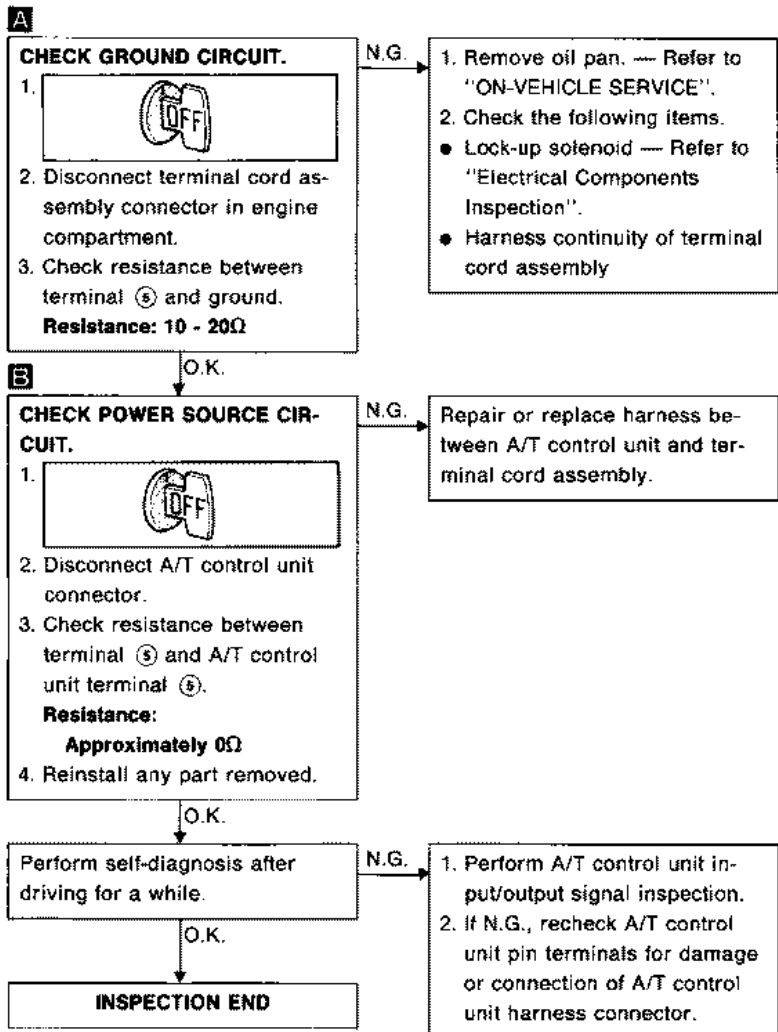 A
CHECK GROUND CIRCUIT.
1.
OFF
2. Disconnect terminal cord as-
sembly connector in engine
compartment.
3. Check resistance between
terminal ⑤ and ground.
Resistance: 10 - 20Ω
N.G.
1. Remove oil pan. — Refer to
"ON-VEHICLE SERVICE".
2. Check the following items.
● Lock-up solenoid — Refer to
"Electrical Components
Inspection".
● Harness continuity of terminal
cord assembly
O.K.
B
CHECK POWER SOURCE CIR-
CUIT.
1.
OFF
2. Disconnect A/T control unit
connector.
3. Check resistance between
terminal ⑤ and A/T control
unit terminal ⑤.
Resistance:
Approximately 0Ω
4. Reinstall any part removed.
N.G.
Repair or replace harness be-
tween A/T control unit and ter-
minal cord assembly.
O.K.
Perform self-diagnosis after
driving for a while.
N.G.
1. Perform A/T control unit in-
put/output signal inspection.
2. If N.G., recheck A/T control
unit pin terminals for damage
or connection of A/T control
unit harness connector.
O.K.
INSPECTION END